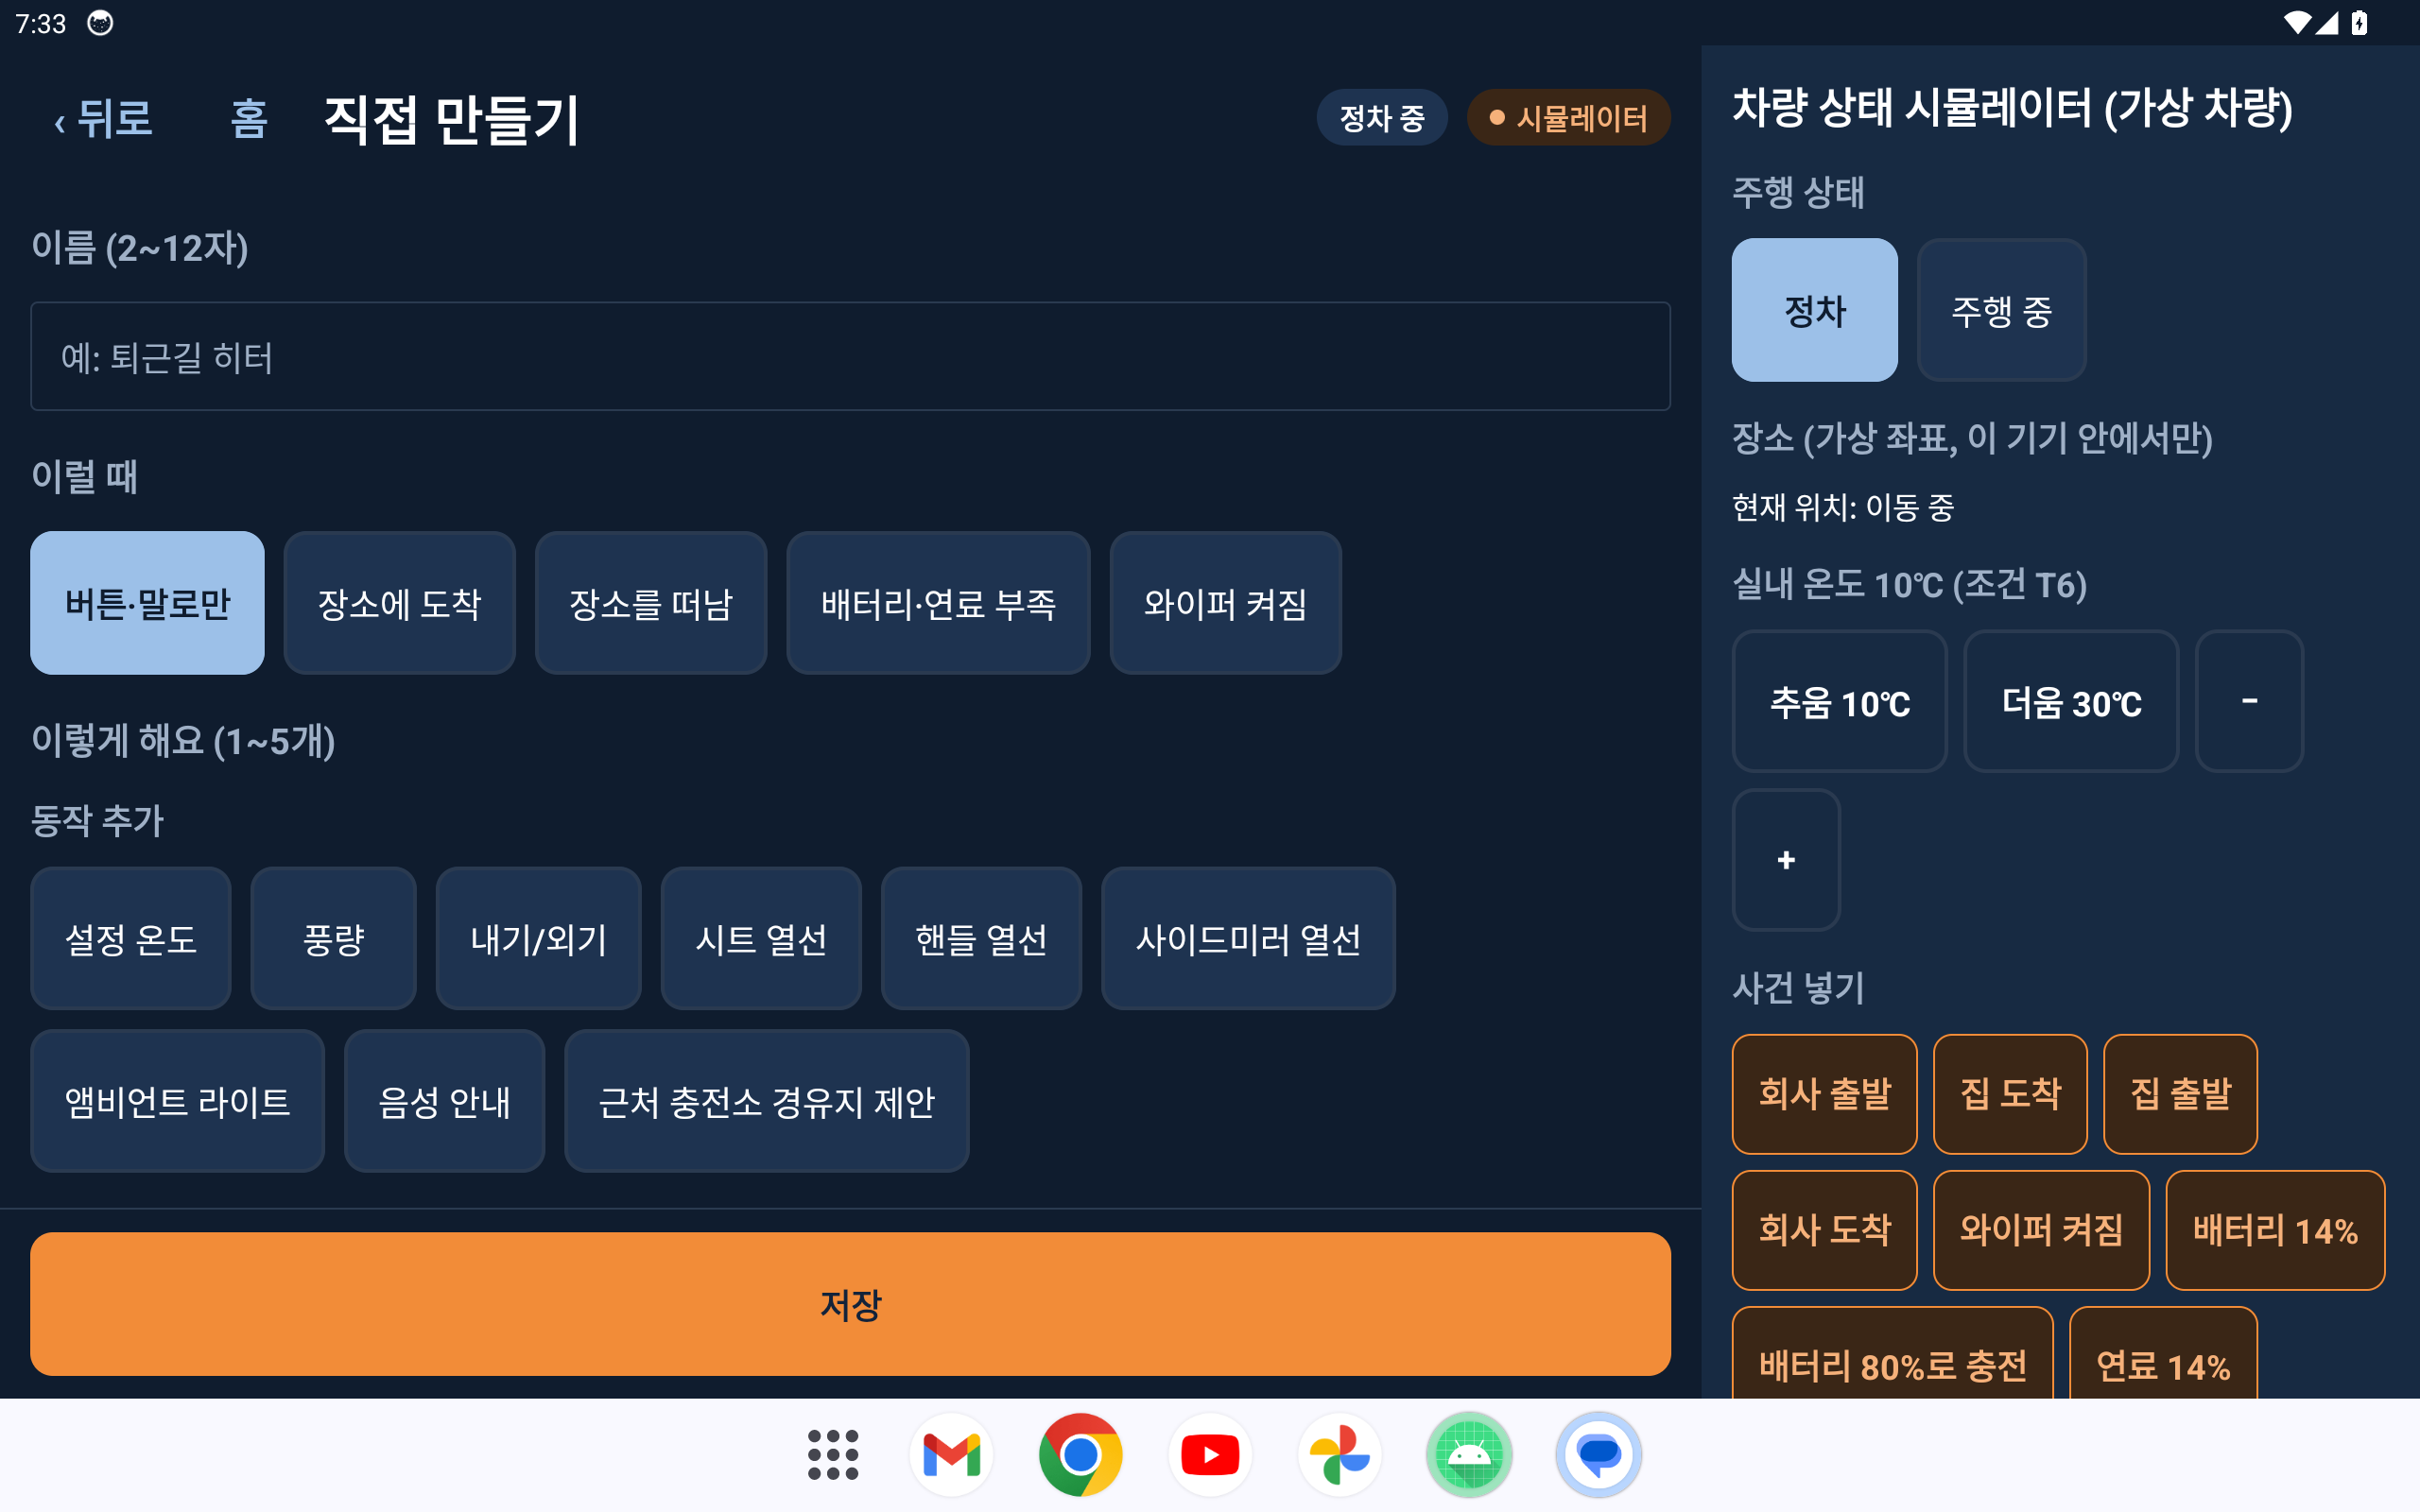 7:33
‹ 뒤로
홈
직접 만들기
정차 중
시뮬레이터
이름 (2~12자)
예: 퇴근길 히터
이럴 때
버튼·말로만
장소에 도착
장소를 떠남
배터리·연료 부족
와이퍼 켜짐
이렇게 해요 (1~5개)
동작 추가
설정 온도
풍량
내기/외기
시트 열선
핸들 열선
사이드미러 열선
앰비언트 라이트
음성 안내
근처 충전소 경유지 제안
저장
차량 상태 시뮬레이터 (가상 차량)
주행 상태
정차
주행 중
장소 (가상 좌표, 이 기기 안에서만)
현재 위치: 이동 중
실내 온도 10℃ (조건 T6)
추움 10℃
더움 30℃
−
+
사건 넣기
회사 출발
집 도착
집 출발
회사 도착
와이퍼 켜짐
배터리 14%
배터리 80%로 충전
연료 14%